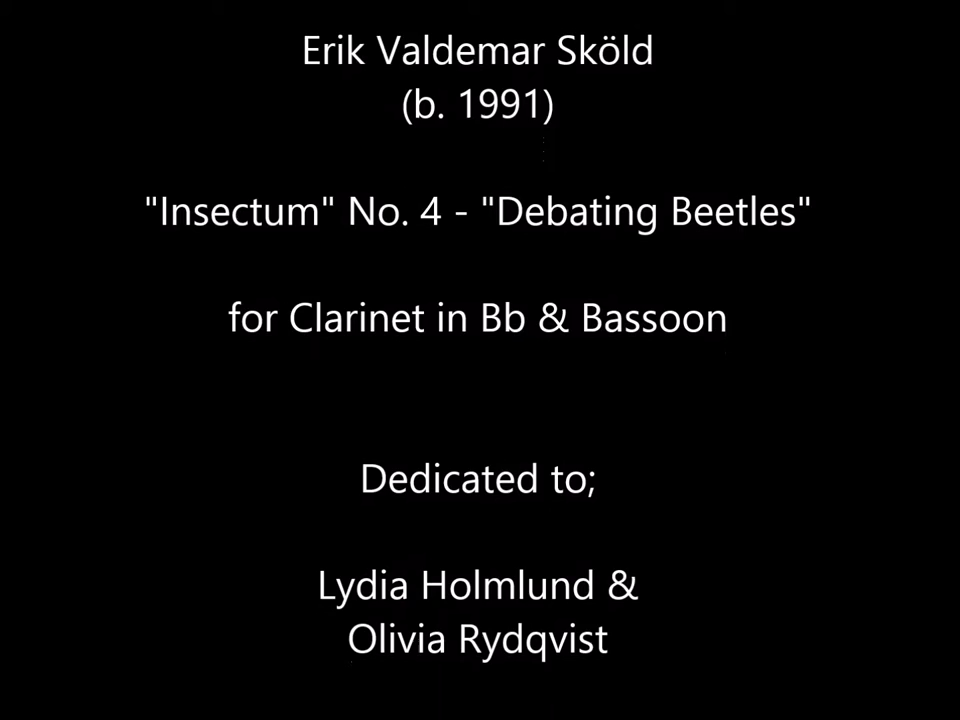 Erik Valdemar Sköld
(b. 1991)
"Insectum" No. 4 - "Debating Beetles"
for Clarinet in Bb & Bassoon
Dedicated to;
Lydia Holmlund &
Olivia Rydqvist